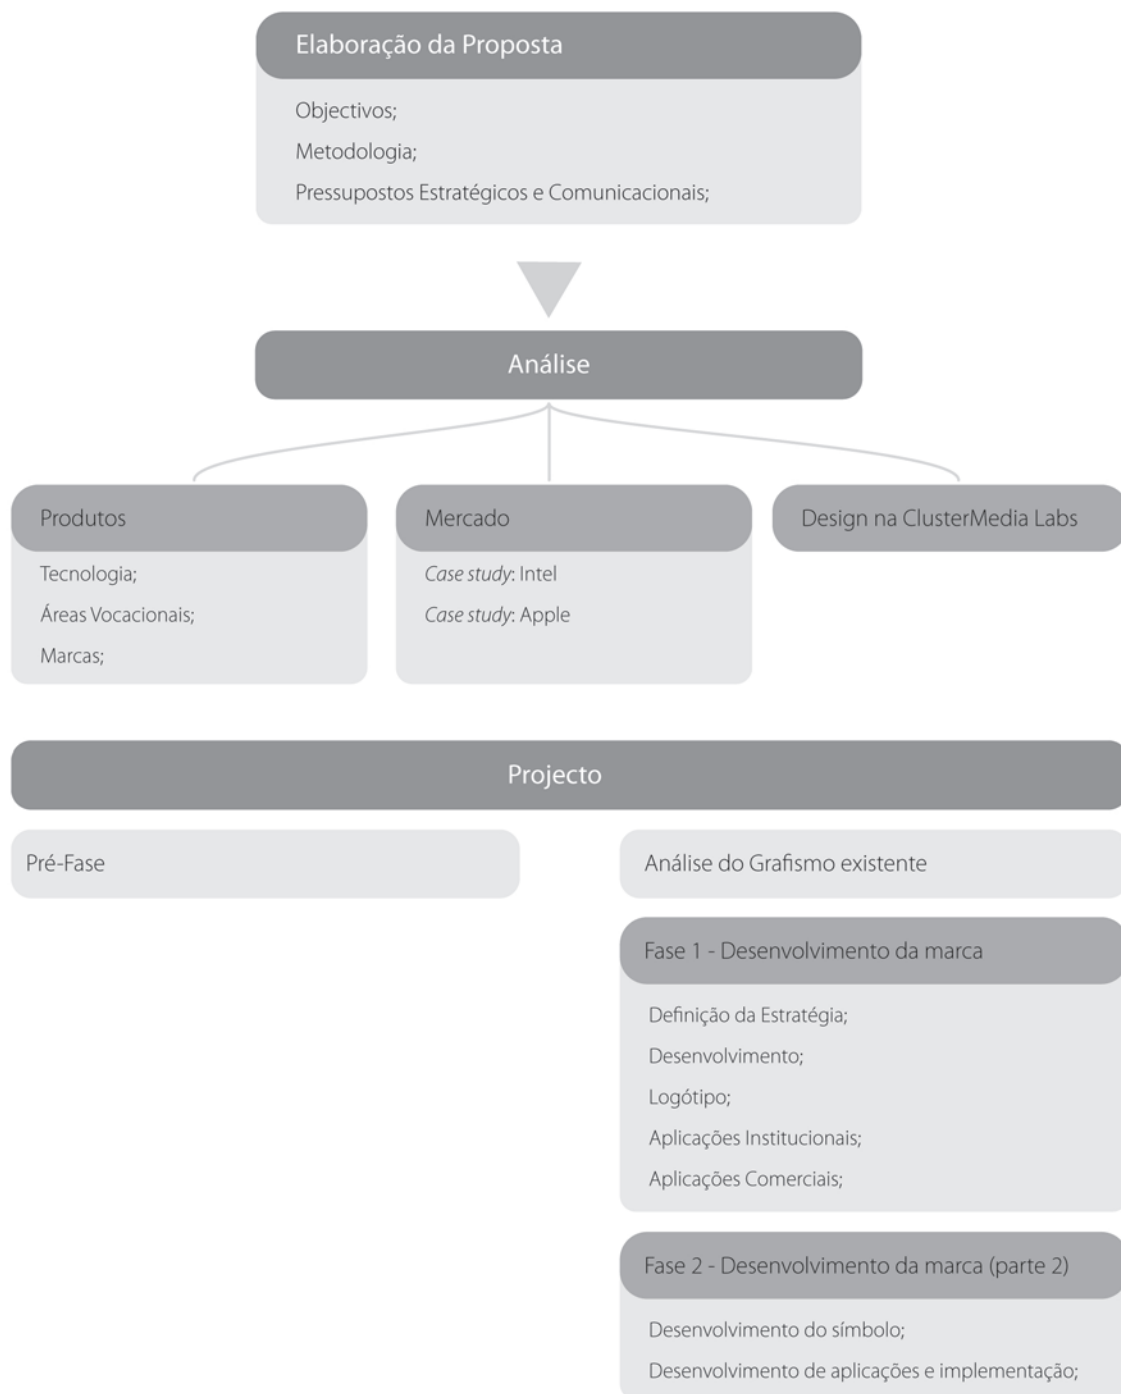 Elaboração da Proposta
Objectivos;
Metodologia;
Pressupostos Estratégicos e Comunicacionais;
Análise
Produtos
Tecnologia;
Áreas Vocacionais;
Marcas;
Mercado
Case study: Intel
Case study: Apple
Design na ClusterMedia Labs
Projecto
Pré-Fase
Análise do Grafismo existente
Fase 1 - Desenvolvimento da marca
Definição da Estratégia;
Desenvolvimento;
Logótipo;
Aplicações Institucionais;
Aplicações Comerciais;
Fase 2 - Desenvolvimento da marca (parte 2)
Desenvolvimento do símbolo;
Desenvolvimento de aplicações e implementação;